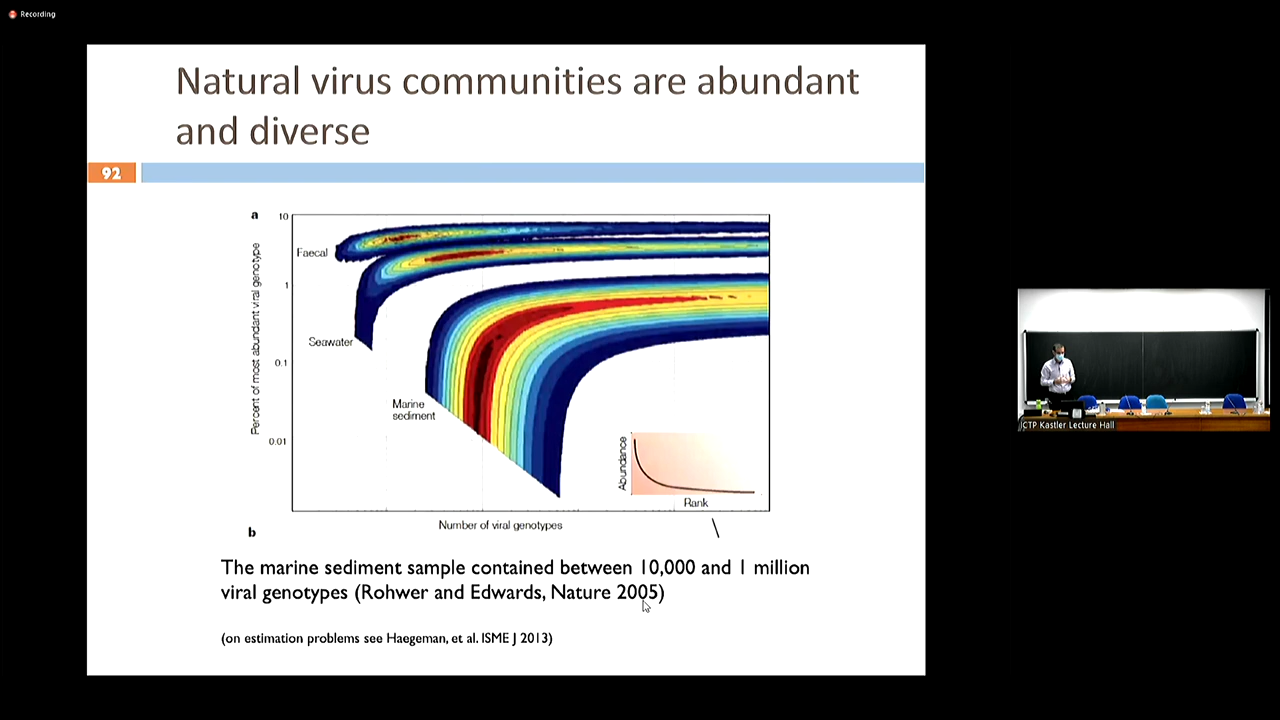 Recording
Natural virus communities are abundant
and diverse
92
a
10
1
0.1
0.01
Percent of most abundant viral genotype
Faecal
Seawater
Marine
sediment
Abundance
Rank
Number of viral genotypes
b
The marine sediment sample contained between 10,000 and 1 million
viral genotypes (Rohwer and Edwards, Nature 2005)
(on estimation problems see Haegeman, et al. ISME J 2013)
ICTP Kastler Lecture Hall